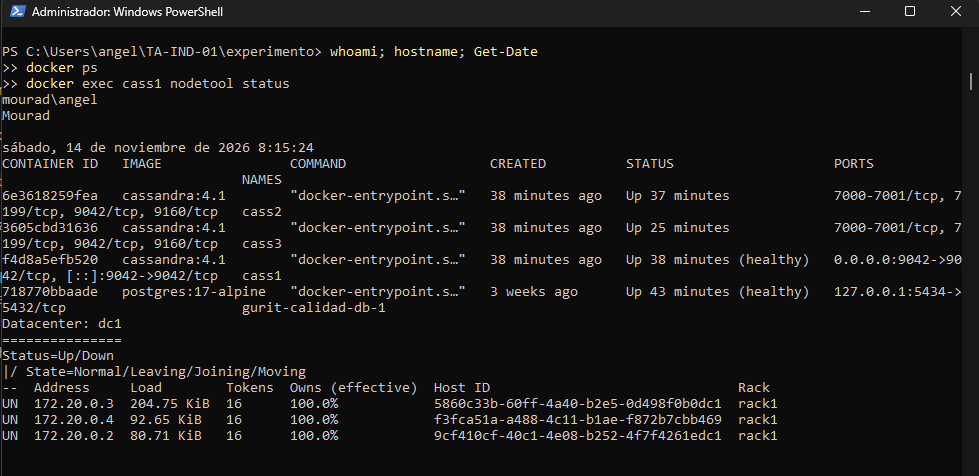 Administrador: Windows PowerShell
PS C:\Users\angel\TA-IND-01\experimento> whoami; hostname; Get-Date
>> docker ps
>> docker exec cass1 nodetool status
mourad\angel
Mourad
sábado, 14 de noviembre de 2026 8:15:24
CONTAINER ID   IMAGE                COMMAND                  CREATED          STATUS                    PORTS
                              NAMES
6e3618259fea   cassandra:4.1        "docker-entrypoint.s…"   38 minutes ago   Up 37 minutes             7000-7001/tcp, 7
199/tcp, 9042/tcp, 9160/tcp   cass2
3605cbd31636   cassandra:4.1        "docker-entrypoint.s…"   38 minutes ago   Up 25 minutes             7000-7001/tcp, 7
199/tcp, 9042/tcp, 9160/tcp   cass3
f4d8a5efb520   cassandra:4.1        "docker-entrypoint.s…"   38 minutes ago   Up 38 minutes (healthy)   0.0.0.0:9042->90
42/tcp, [::]:9042->9042/tcp   cass1
718770bbaade   postgres:17-alpine   "docker-entrypoint.s…"   3 weeks ago      Up 43 minutes (healthy)   127.0.0.1:5434->
5432/tcp                      gurit-calidad-db-1
Datacenter: dc1
===============
Status=Up/Down
|/ State=Normal/Leaving/Joining/Moving
--  Address     Load        Tokens  Owns (effective)  Host ID                               Rack
UN  172.20.0.3  204.75 KiB  16      100.0%            5860c33b-60ff-4a40-b2e5-0d498f0b0dc1  rack1
UN  172.20.0.4  92.65 KiB   16      100.0%            f3fca51a-a488-4c11-b1ae-f872b7cbb469  rack1
UN  172.20.0.2  80.71 KiB   16      100.0%            9cf410cf-40c1-4e08-b252-4f7f4261edc1  rack1